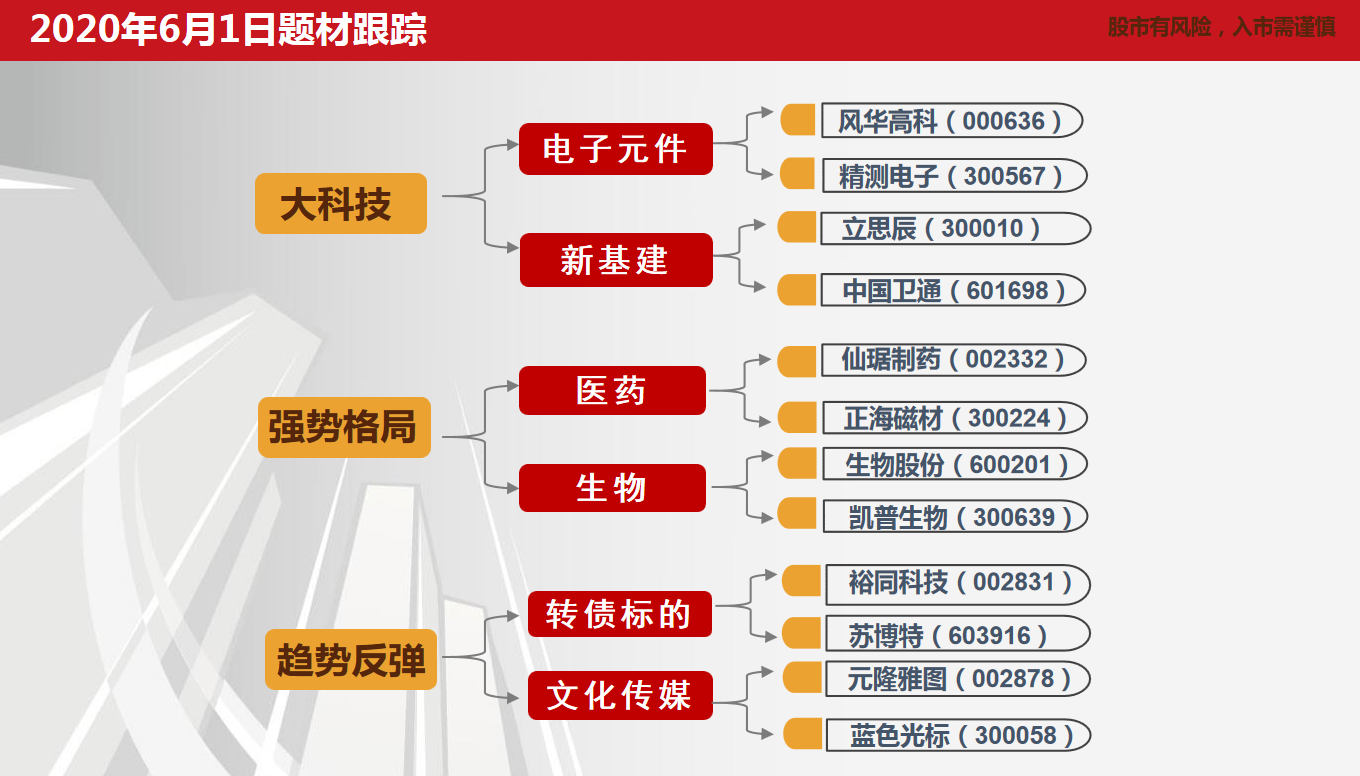 2020年6月1日题材跟踪
股市有风险，入市需谨慎
大科技
电子元件
风华高科（000636）
精测电子（300567）
新基建
立思辰（300010）
中国卫通（601698）
强势格局
医药
仙琚制药（002332）
正海磁材（300224）
生物
生物股份（600201）
凯普生物（300639）
趋势反弹
转债标的
裕同科技（002831）
苏博特（603916）
文化传媒
元隆雅图（002878）
蓝色光标（300058）